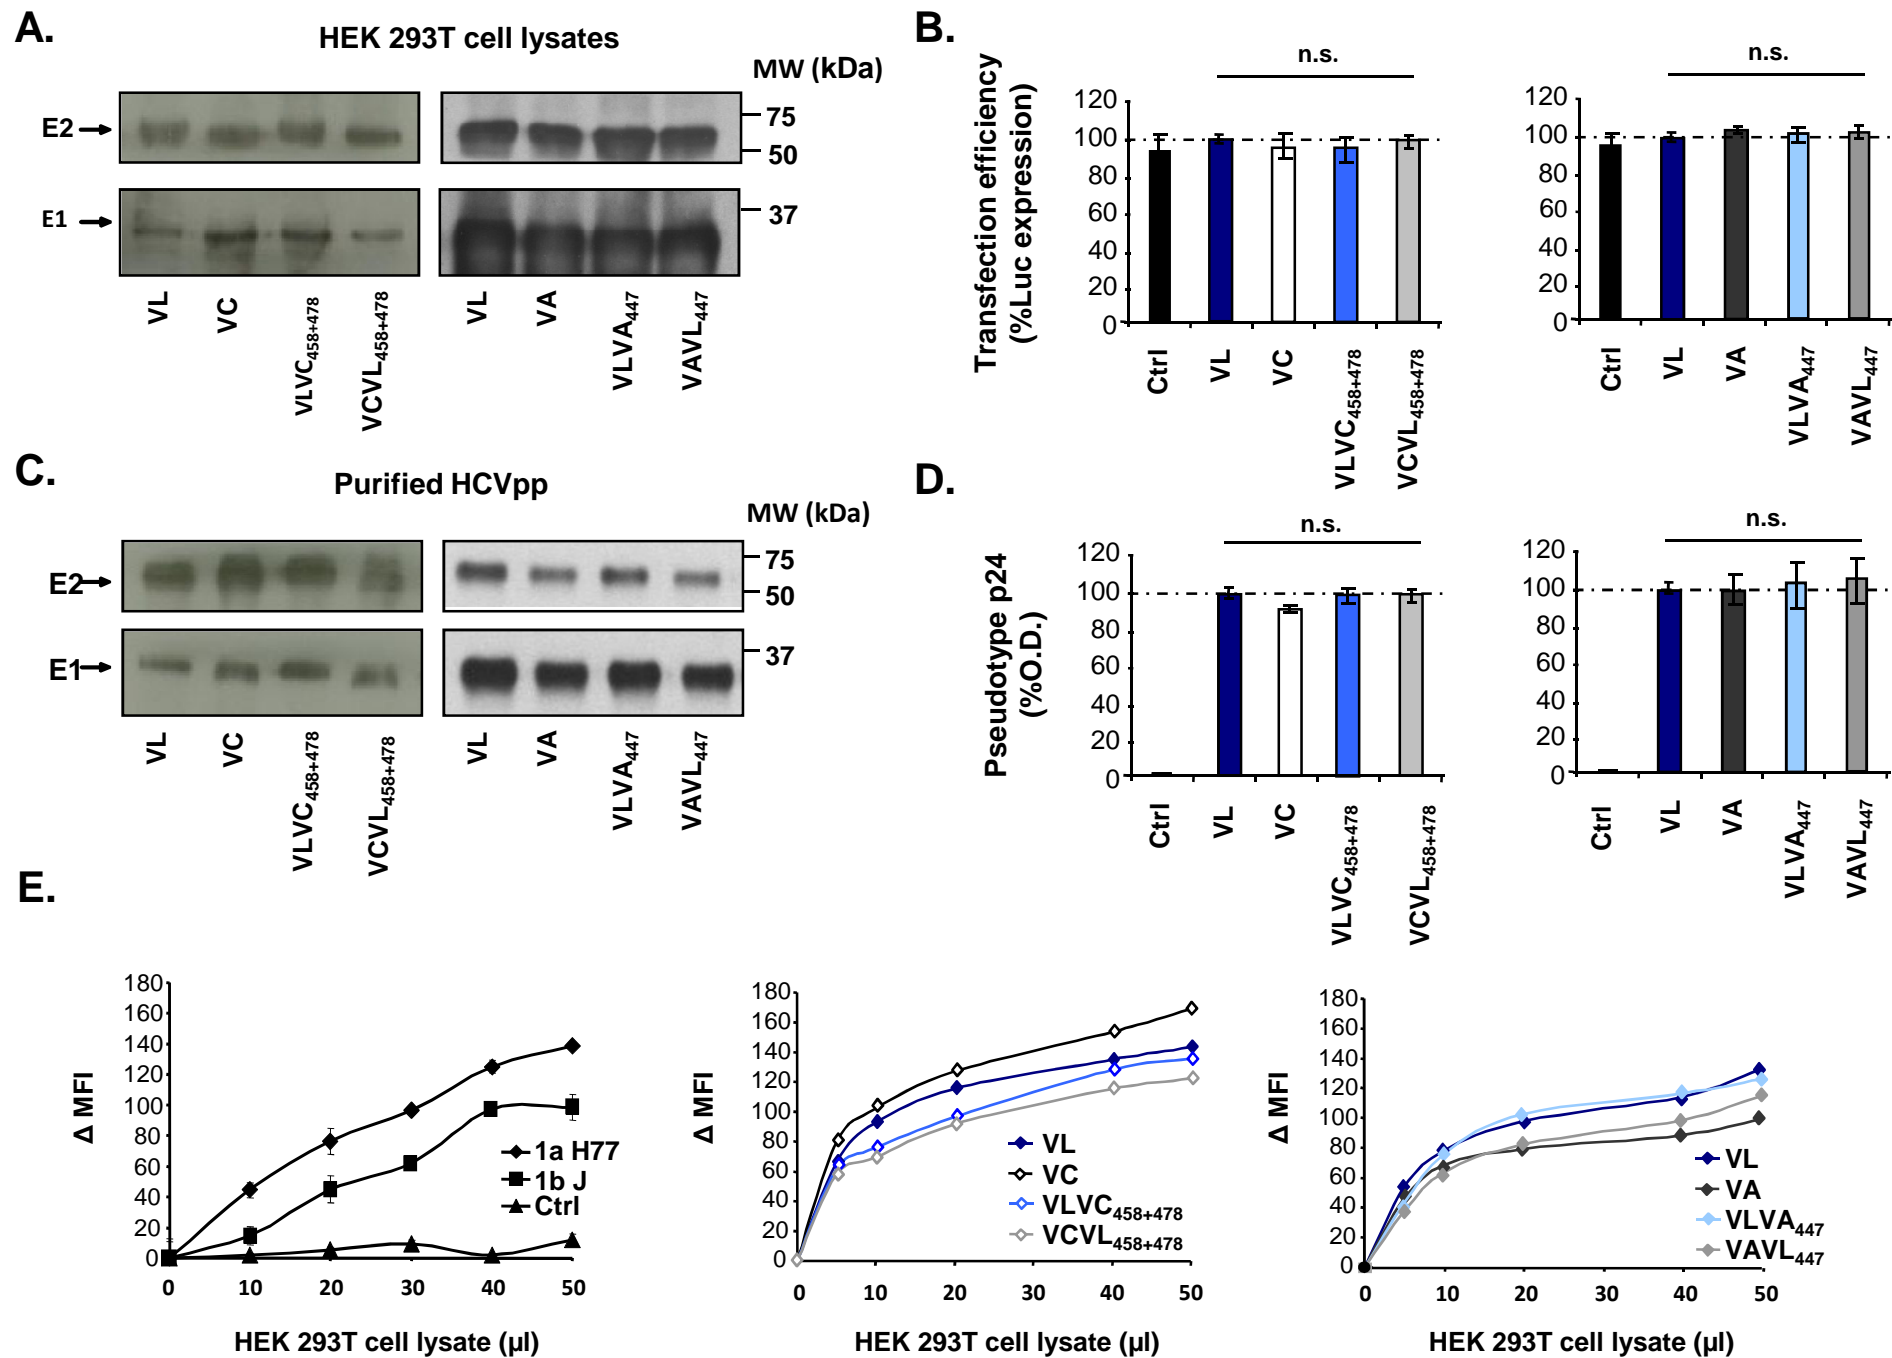 A.
HEK 293T cell lysates
MW (kDa)
E2
75
50
E1
37
VL
VC
VLVC458+478
VCVL458+478
VL
VA
VLVA447
VAVL447
B.
Transfection efficiency
(%Luc expression)
n.s.
120
100
80
60
40
20
0
Ctrl
VL
VC
VLVC458+478
VCVL458+478
n.s.
120
100
80
60
40
20
0
Ctrl
VL
VA
VLVA447
VAVL447
C.
Purified HCVpp
MW (kDa)
E2
75
50
E1
37
VL
VC
VLVC458+478
VCVL458+478
VL
VA
VLVA447
VAVL447
D.
Pseudotype p24
(%O.D.)
n.s.
120
100
80
60
40
20
0
Ctrl
VL
VC
VLVC458+478
VCVL458+478
n.s.
120
100
80
60
40
20
0
Ctrl
VL
VA
VLVA447
VAVL447
E.
Δ MFI
180
160
140
120
100
80
60
40
20
0
1a H77
1b J
Ctrl
0 10 20 30 40 50
HEK 293T cell lysate (µl)
Δ MFI
180
160
140
120
100
80
60
40
20
0
VL
VC
VLVC458+478
VCVL458+478
0 10 20 30 40 50
HEK 293T cell lysate (µl)
Δ MFI
180
160
140
120
100
80
60
40
20
0
VL
VA
VLVA447
VAVL447
0 10 20 30 40 50
HEK 293T cell lysate (µl)